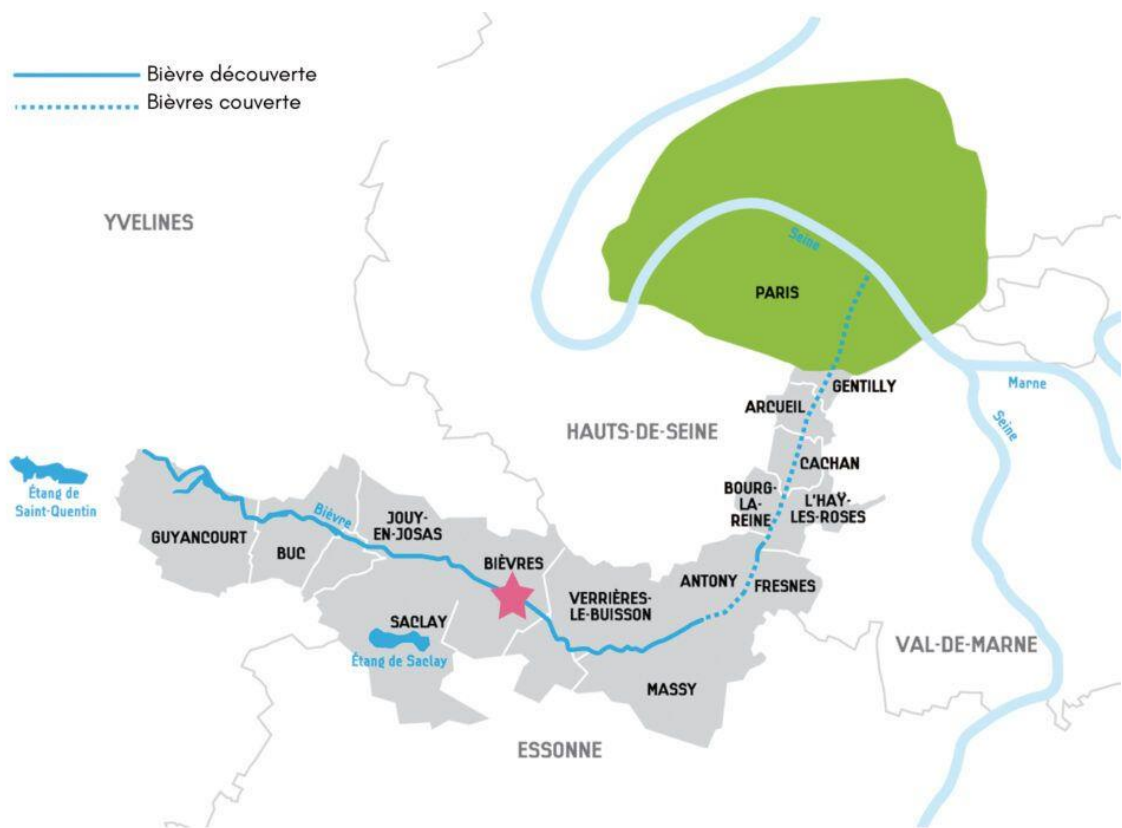 Bièvre découverte
Bièvres couverte
YVELINES
Seine
PARIS
GENTILLY
Marne
ARCUEIL
HAUTS-DE-SEINE
Seine
CACHAN
BOURG-
LA-
REINE
L'HAŸ-
LES-ROSES
Étang de
Saint-Quentin
Bièvre
JOUY-
EN-JOSAS
GUYANCOURT
BUC
BIÈVRES
ANTONY
FRESNES
VERRIÈRES-
LE-BUISSON
SACLAY
Étang de Saclay
VAL-DE-MARNE
MASSY
ESSONNE